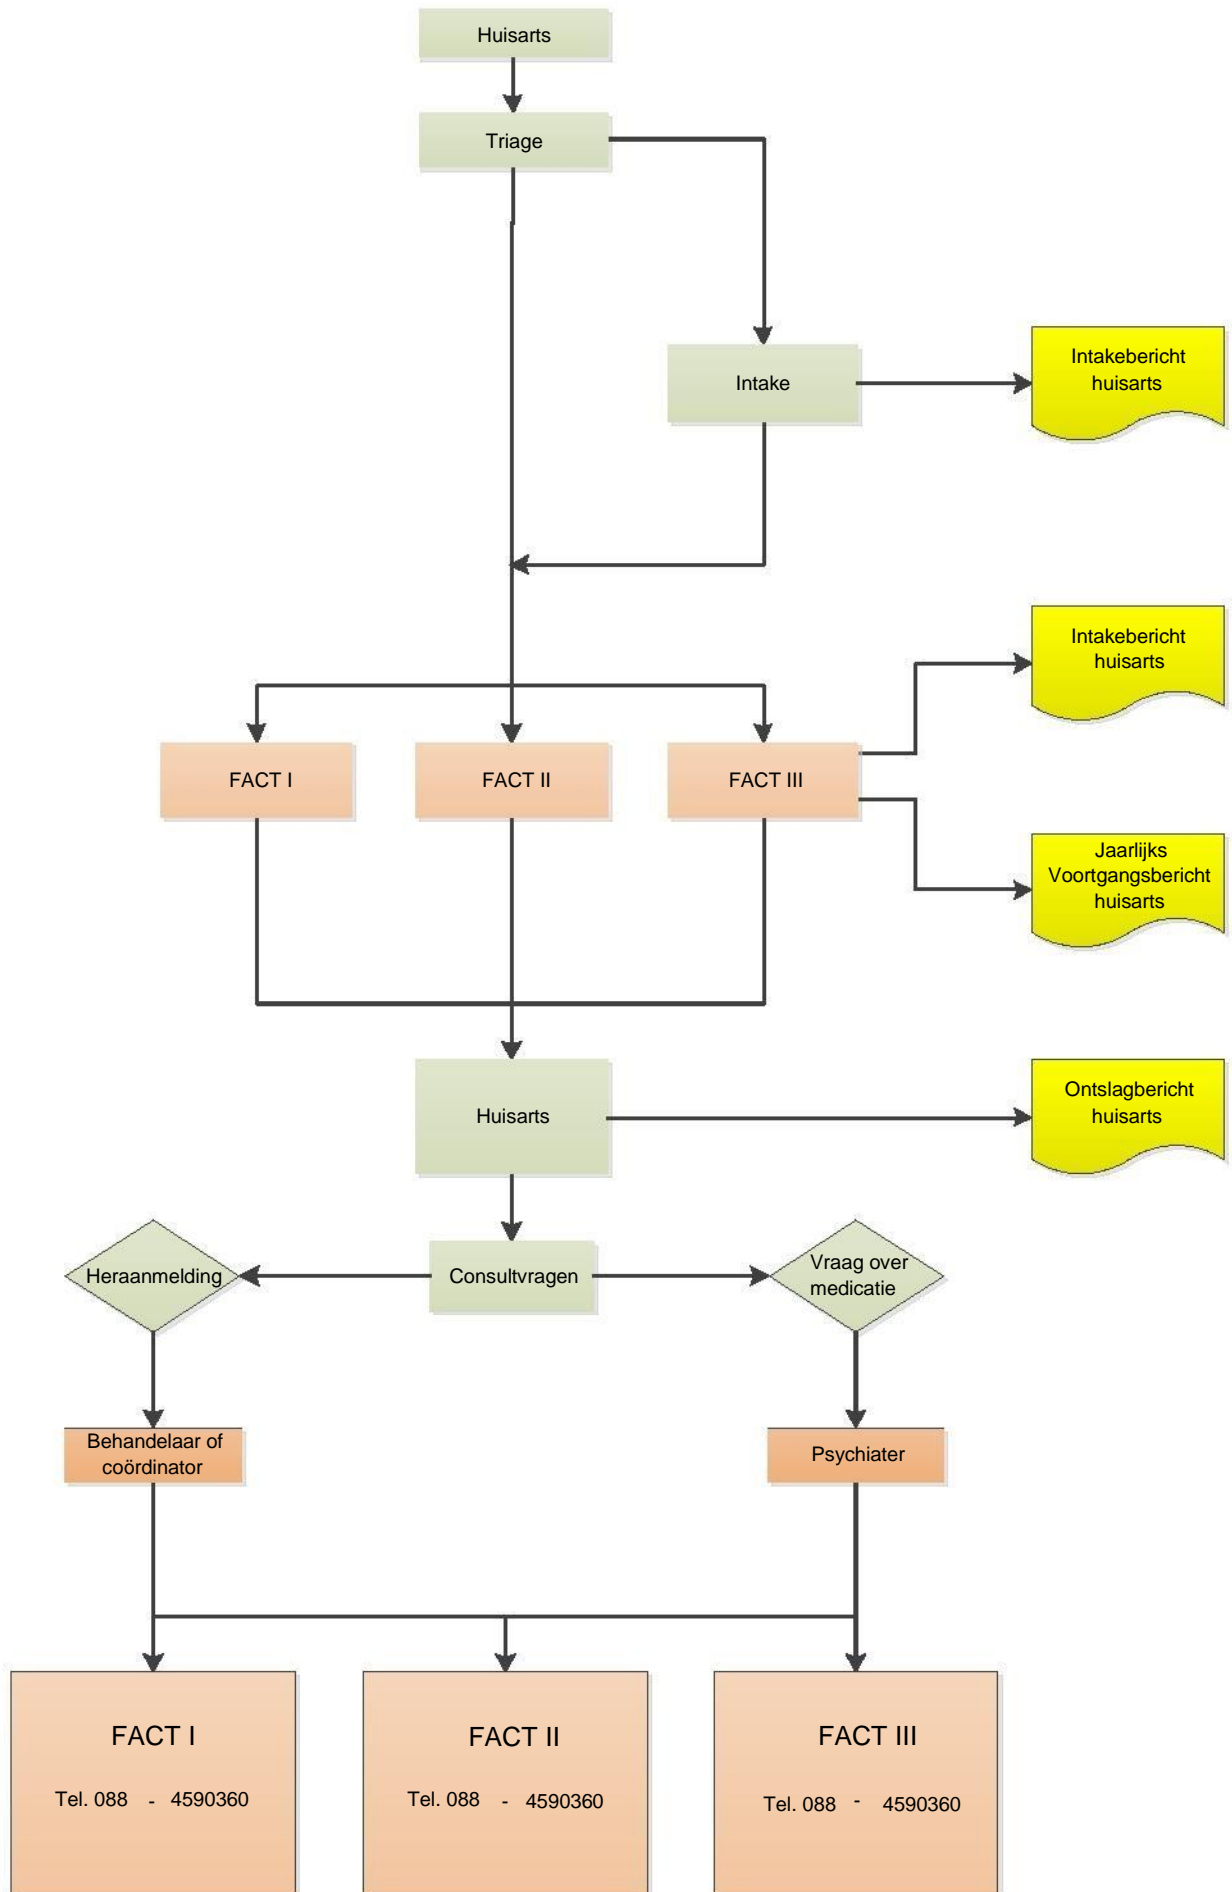 Huisarts
Triage
Intake
Intakebericht
huisarts
Intakebericht
huisarts
FACT I
FACT II
FACT III
Jaarlijks
Voortgangsbericht
huisarts
Huisarts
Ontslagbericht
huisarts
Heraanmelding
Consultvragen
Vraag over
medicatie
Behandelaar of
coördinator
Psychiater
FACT I
Tel. 088 - 4590360
FACT II
Tel. 088 - 4590360
FACT III
Tel. 088 - 4590360